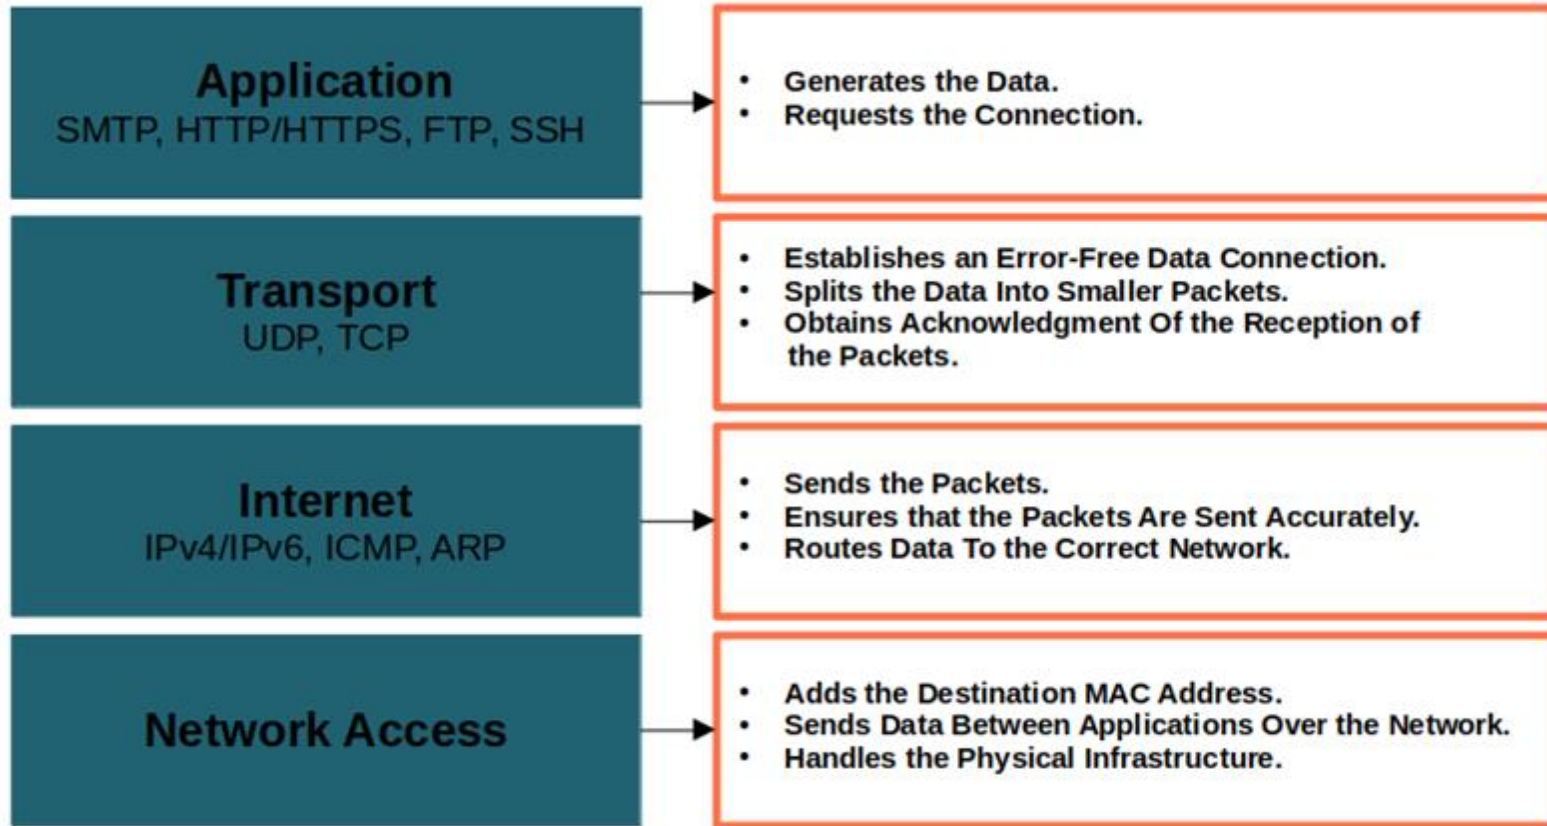 Application
SMTP, HTTP/HTTPS, FTP, SSH
• Generates the Data.
• Requests the Connection.
Transport
UDP, TCP
• Establishes an Error-Free Data Connection.
• Splits the Data Into Smaller Packets.
• Obtains Acknowledgment Of the Reception of
the Packets.
Internet
IPv4/IPv6, ICMP, ARP
• Sends the Packets.
• Ensures that the Packets Are Sent Accurately.
• Routes Data To the Correct Network.
Network Access
• Adds the Destination MAC Address.
• Sends Data Between Applications Over the Network.
• Handles the Physical Infrastructure.